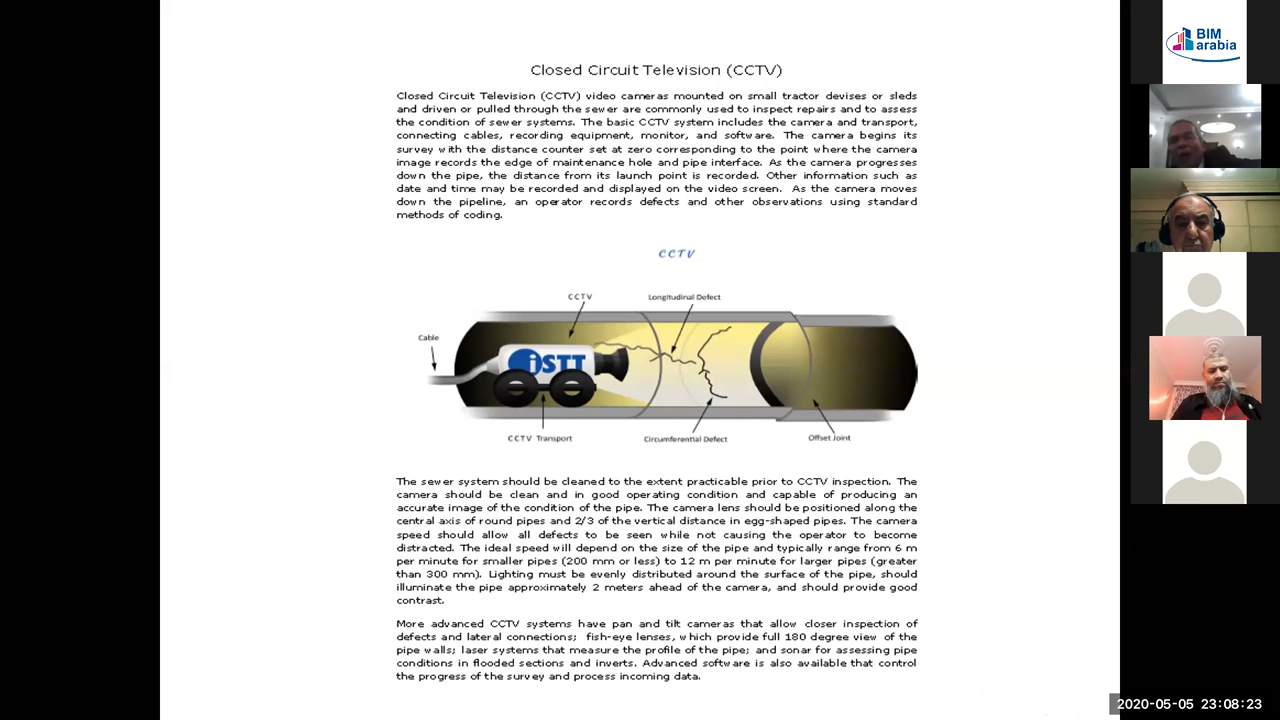 Closed Circuit Television (CCTV)
Closed Circuit Television (CCTV) video cameras mounted on small tractor devises or sleds
and driven or pulled through the sewer are commonly used to inspect repairs and to assess
the condition of sewer systems. The basic CCTV system includes the camera and transport,
connecting cables, recording equipment, monitor, and software. The camera begins its
survey with the distance counter set at zero corresponding to the point where the camera
image records the edge of maintenance hole and pipe interface. As the camera progresses
down the pipe, the distance from its launch point is recorded. Other information such as
date and time may be recorded and displayed on the video screen. As the camera moves
down the pipeline, an operator records defects and other observations using standard
methods of coding.
CCTV
CCTV
Longitudinal Defect
Cable
iSTT
CCTV Transport
Circumferential Defect
Offset Joint
The sewer system should be cleaned to the extent practicable prior to CCTV inspection. The
camera should be clean and in good operating condition and capable of producing an
accurate image of the condition of the pipe. The camera lens should be positioned along the
central axis of round pipes and 2/3 of the vertical distance in egg-shaped pipes. The camera
speed should allow all defects to be seen while not causing the operator to become
distracted. The ideal speed will depend on the size of the pipe and typically range from 6 m
per minute for smaller pipes (200 mm or less) to 12 m per minute for larger pipes (greater
than 300 mm). Lighting must be evenly distributed around the surface of the pipe, should
illuminate the pipe approximately 2 meters ahead of the camera, and should provide good
contrast.
More advanced CCTV systems have pan and tilt cameras that allow closer inspection of
defects and lateral connections; fish-eye lenses, which provide full 180 degree view of the
pipe walls; laser systems that measure the profile of the pipe; and sonar for assessing pipe
conditions in flooded sections and inverts. Advanced software is also available that control
the progress of the survey and process incoming data.
BIM
arabia
2020-05-05 23:08:23